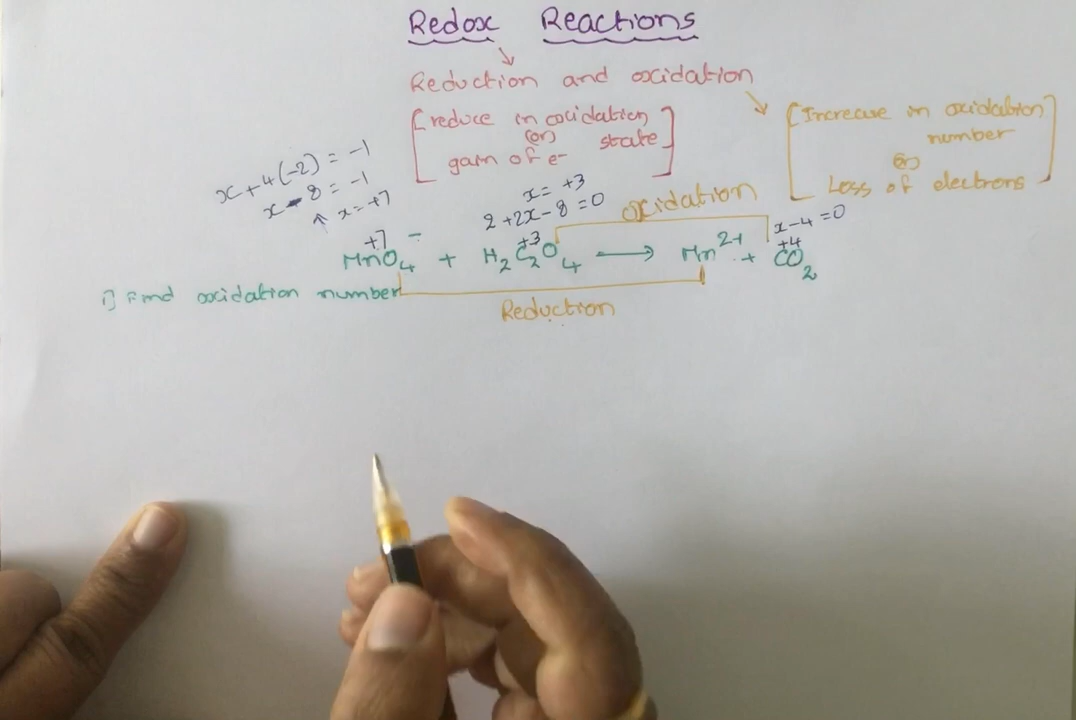 Redox Reactions
↓
Reduction and oxidation
[reduce in oxidation
(or) state
gain of e-]
[Increase in oxidation
number
(or)
Loss of electrons]
x+4(-2) = -1
x-8 = -1
↑ x=+7
x= +3
2+2x-8=0
oxidation
x-4=0
+7 +3 +4
MnO4⁻ + H2C2O4 → Mn²⁺ + CO2
1) Find oxidation number
Reduction